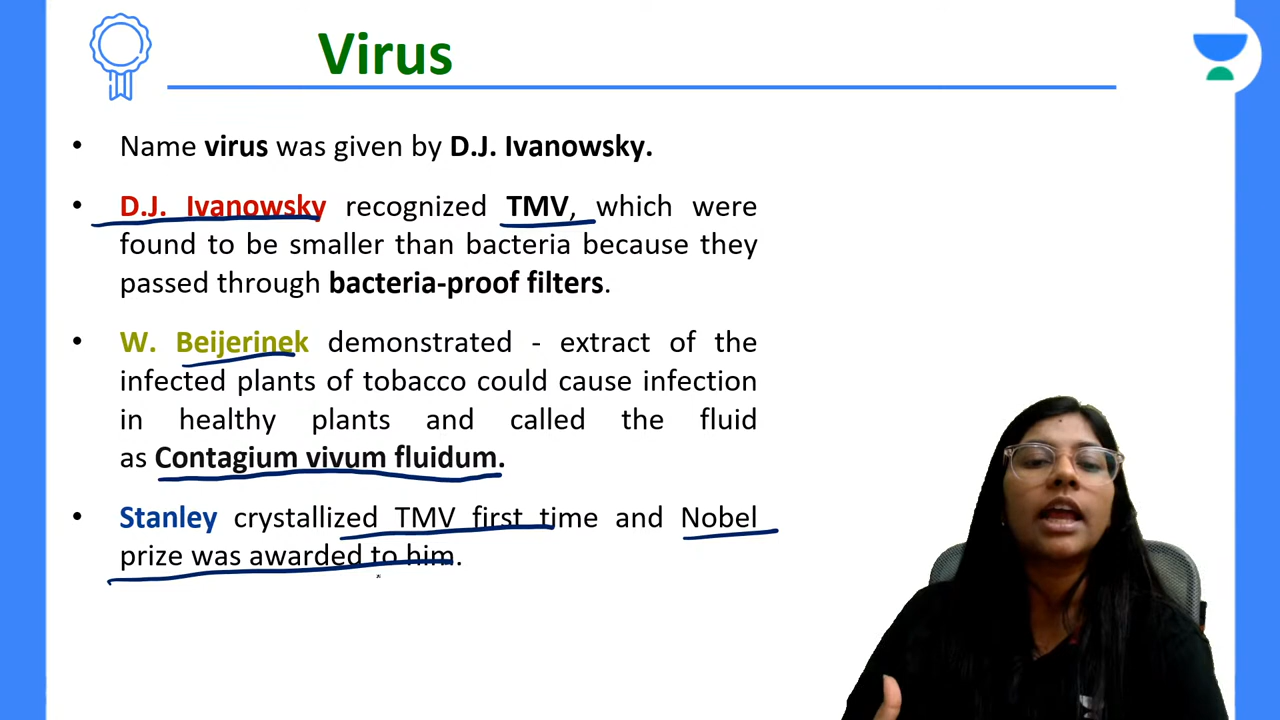 Virus
• Name virus was given by D.J. Ivanowsky.
• D.J. Ivanowsky recognized TMV, which were
found to be smaller than bacteria because they
passed through bacteria-proof filters.
• W. Beijerinek demonstrated - extract of the
infected plants of tobacco could cause infection
in healthy plants and called the fluid
as Contagium vivum fluidum.
• Stanley crystallized TMV first time and Nobel
prize was awarded to him.